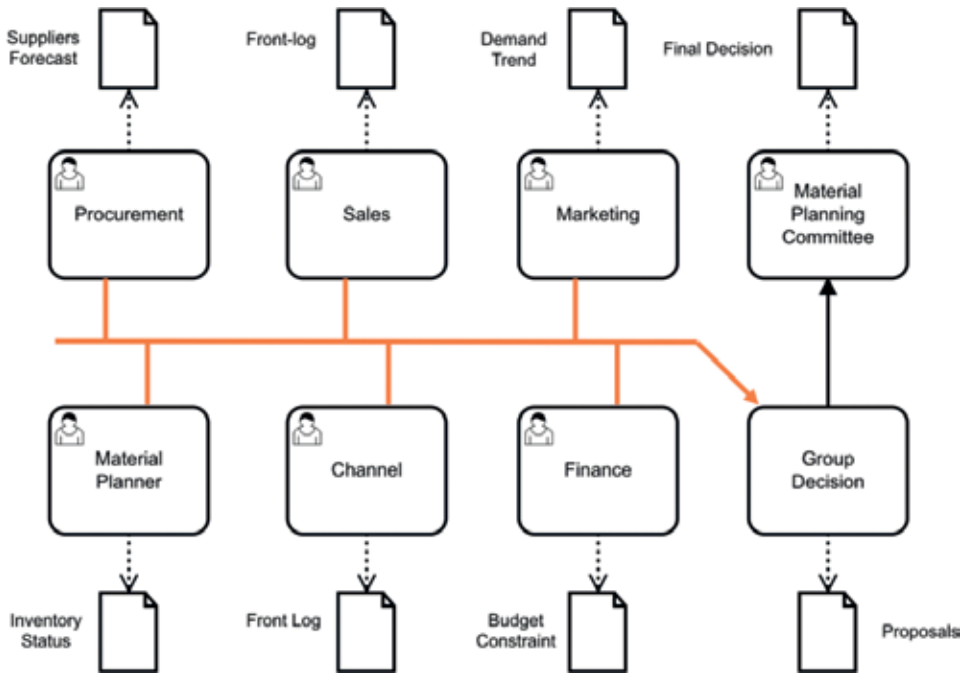 Suppliers
Forecast
Front-log
Demand
Trend
Final Decision
Procurement
Sales
Marketing
Material
Planning
Committee
Material
Planner
Channel
Finance
Group
Decision
Inventory
Status
Front Log
Budget
Constraint
Proposals